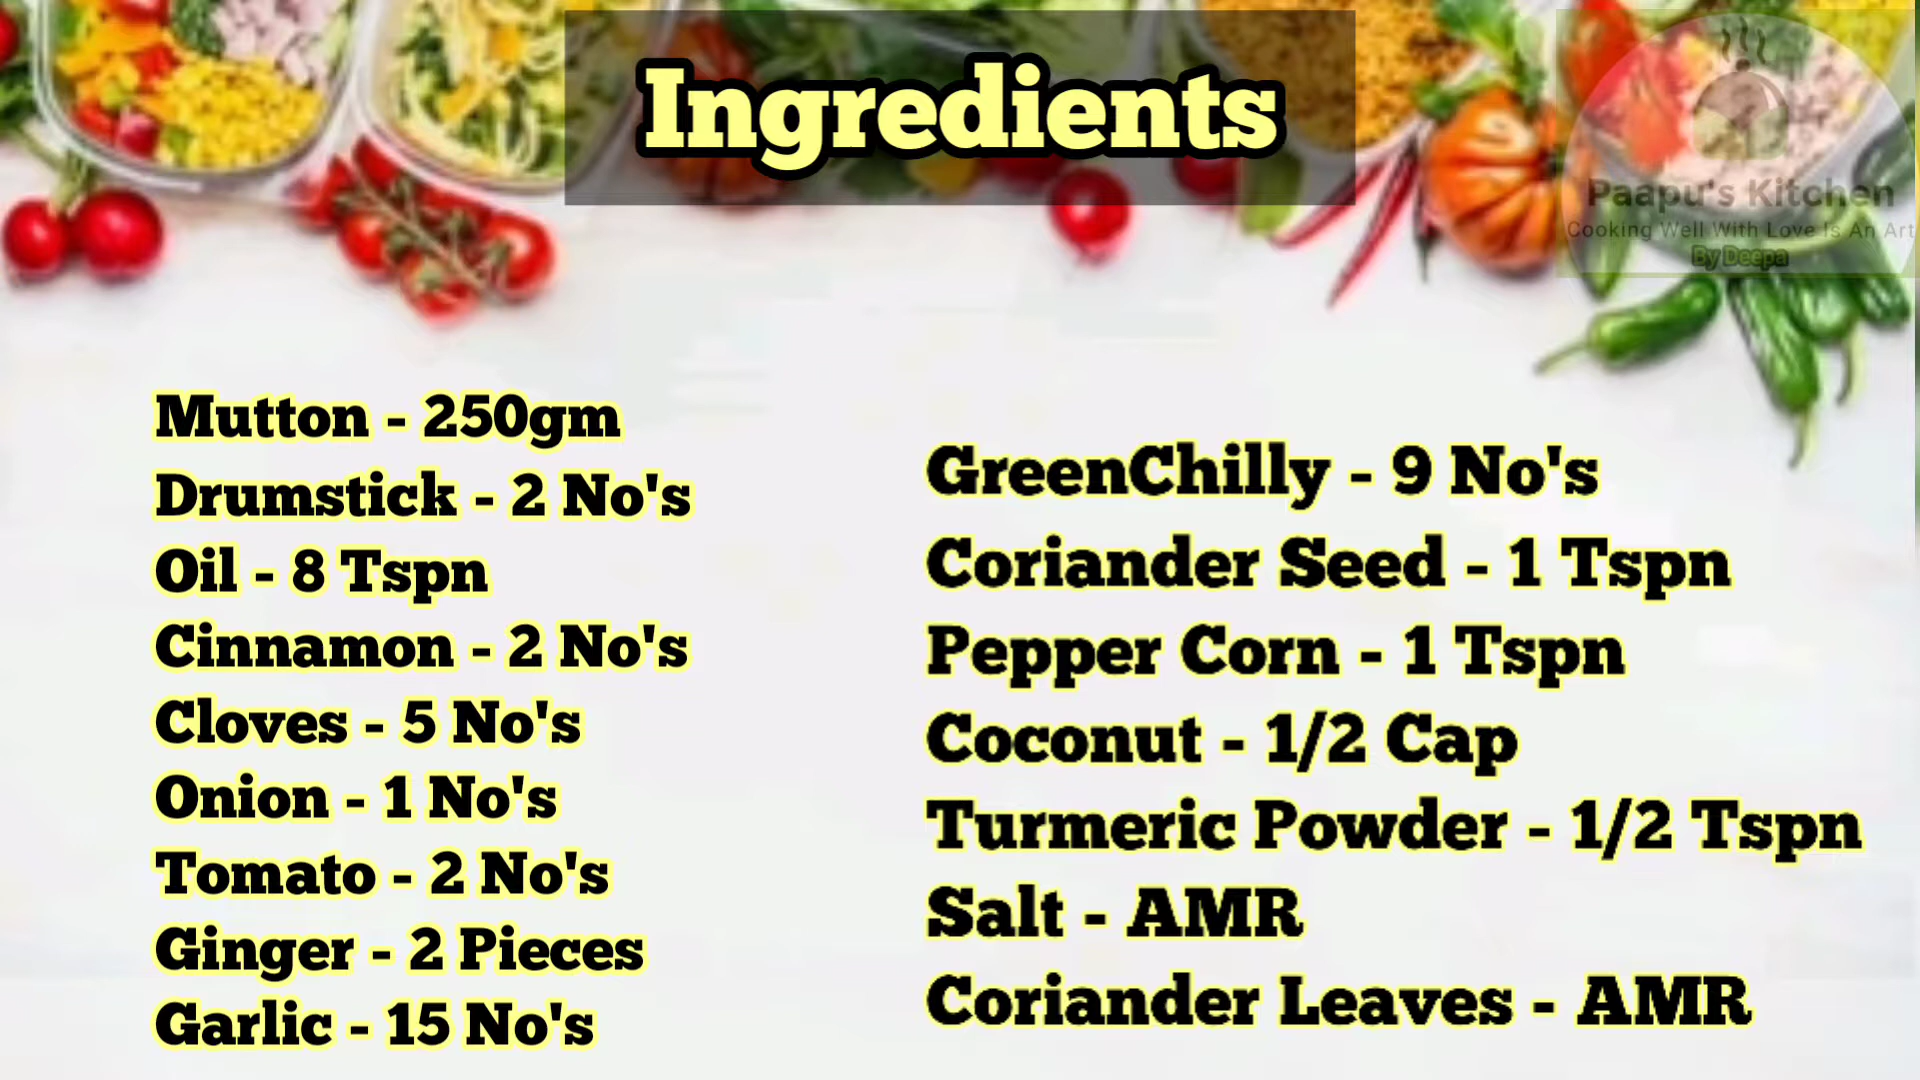 Ingredients
Paapu's Kitchen
Cooking Well With Love Is An Art
By Deepa
Mutton - 250gm
Drumstick - 2 No's
Oil - 8 Tspn
Cinnamon - 2 No's
Cloves - 5 No's
Onion - 1 No's
Tomato - 2 No's
Ginger - 2 Pieces
Garlic - 15 No's
GreenChilly - 9 No's
Coriander Seed - 1 Tspn
Pepper Corn - 1 Tspn
Coconut - 1/2 Cap
Turmeric Powder - 1/2 Tspn
Salt - AMR
Coriander Leaves - AMR